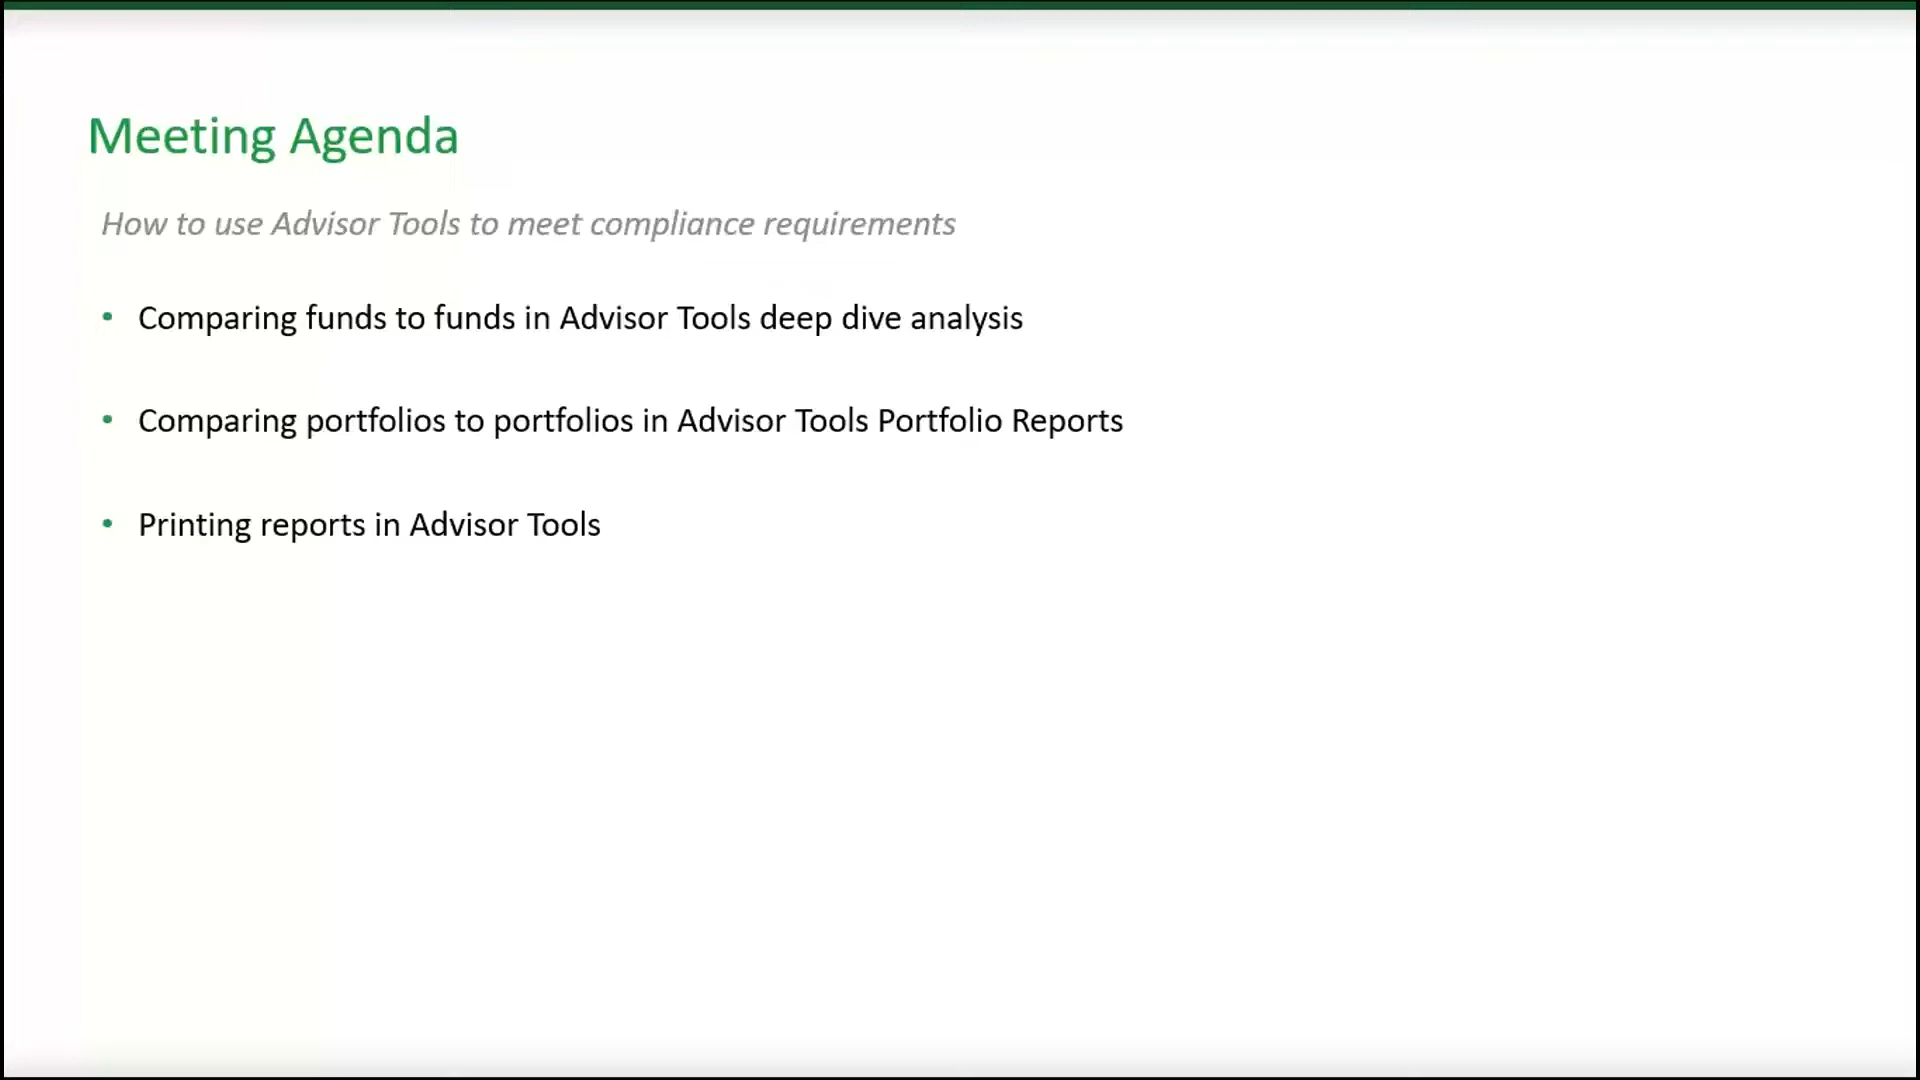 Meeting Agenda
How to use Advisor Tools to meet compliance requirements
• Comparing funds to funds in Advisor Tools deep dive analysis
• Comparing portfolios to portfolios in Advisor Tools Portfolio Reports
• Printing reports in Advisor Tools